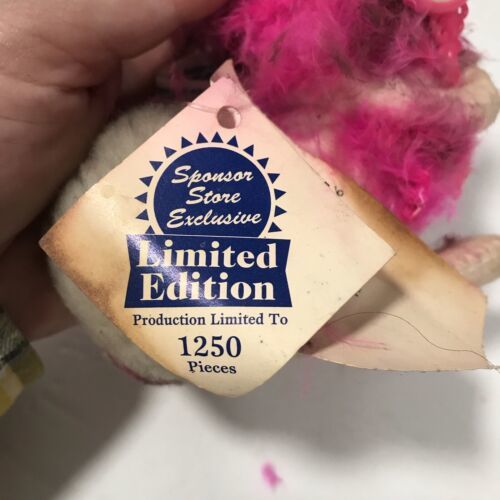 Sponsor
Store
Exclusive
Limited
Edition
Production Limited To
1250
Pieces